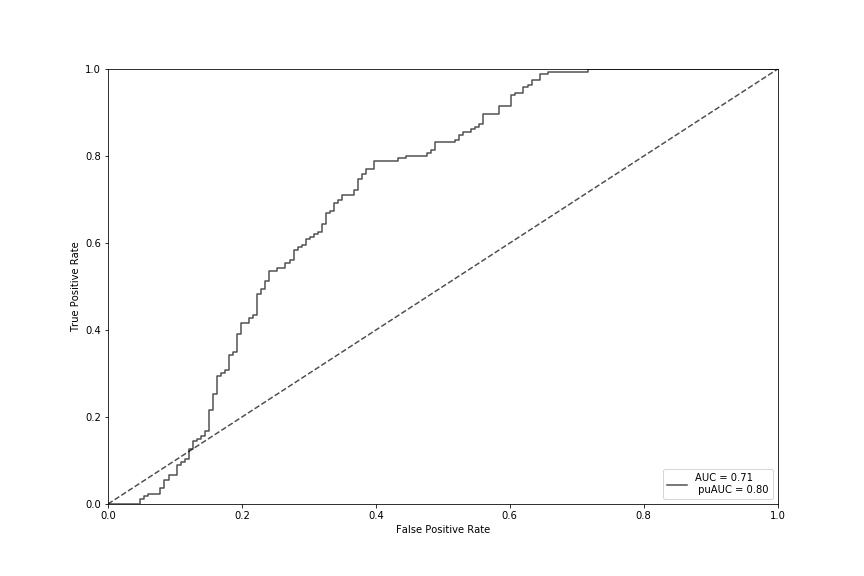 1.0
0.8
0.6
0.4
0.2
0.0
True Positive Rate
0.0 0.2 0.4 0.6 0.8 1.0
False Positive Rate
AUC = 0.71
puAUC = 0.80